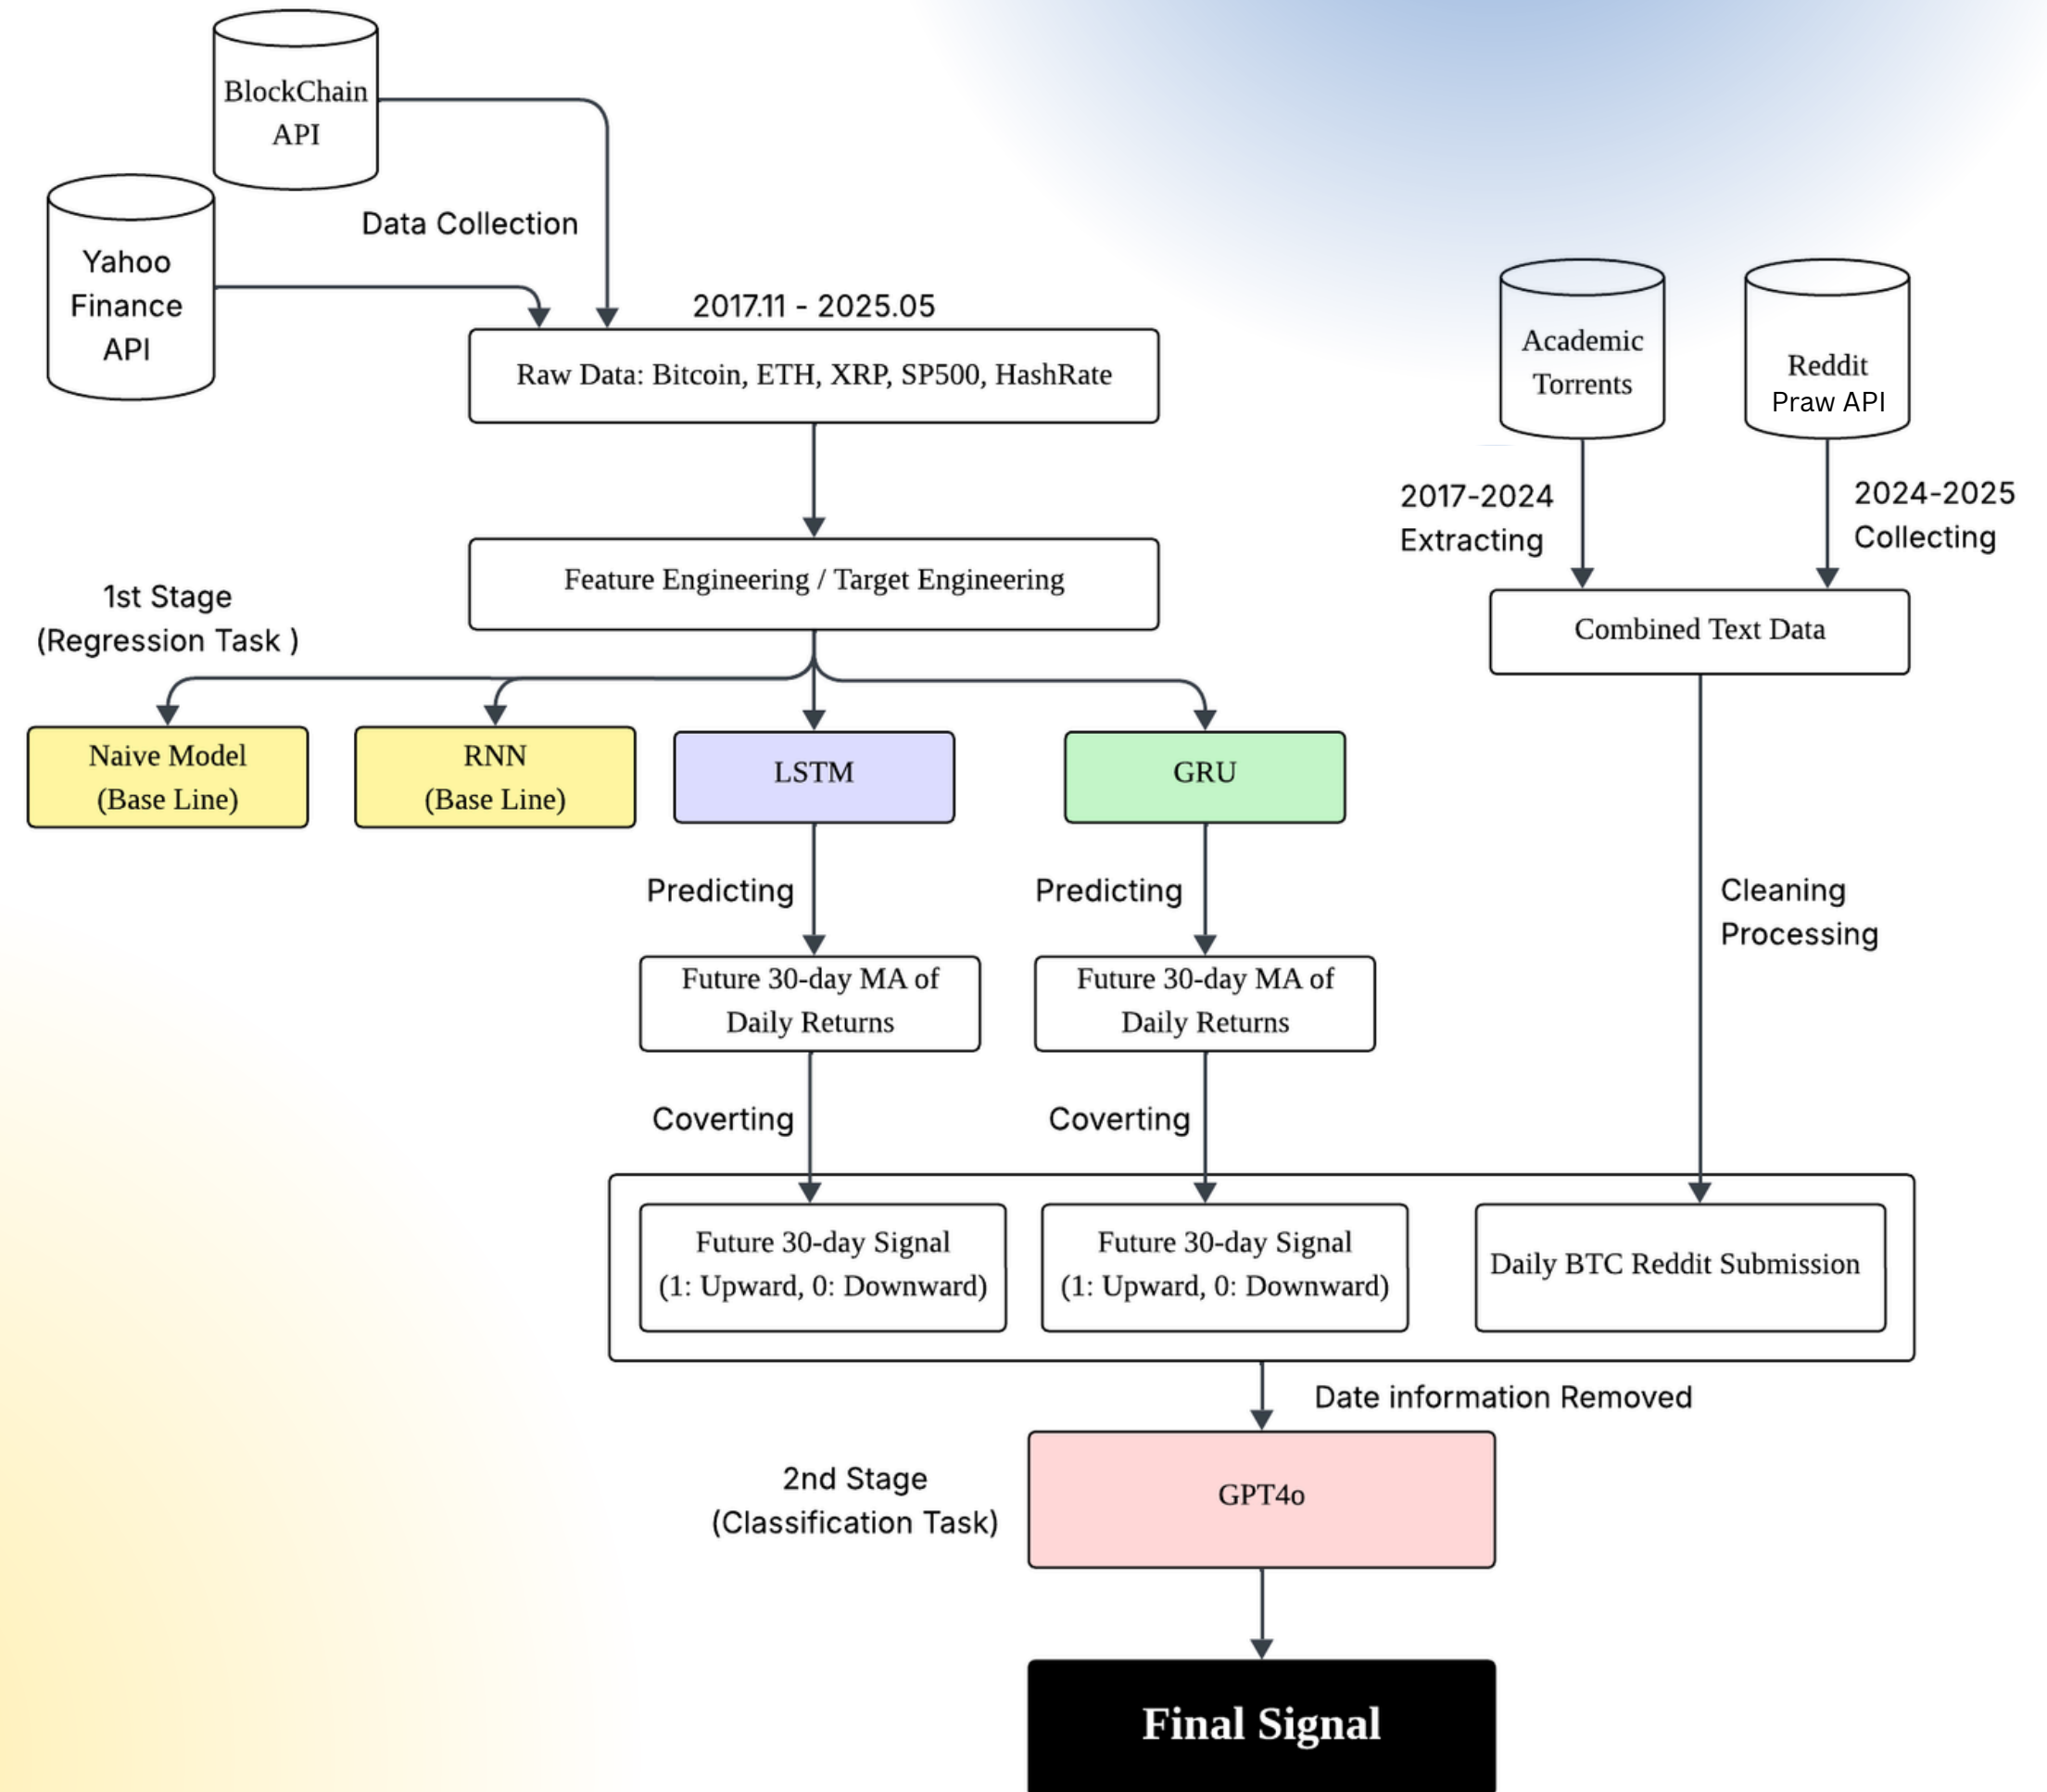 BlockChain
API
Yahoo
Finance
API
Data Collection
2017.11 - 2025.05
Raw Data: Bitcoin, ETH, XRP, SP500, HashRate
Academic
Torrents
Reddit
Praw API
2017-2024
Extracting
2024-2025
Collecting
Feature Engineering / Target Engineering
Combined Text Data
1st Stage
(Regression Task )
Naive Model
(Base Line)
RNN
(Base Line)
LSTM
GRU
Predicting
Predicting
Cleaning
Processing
Future 30-day MA of
Daily Returns
Future 30-day MA of
Daily Returns
Coverting
Coverting
Future 30-day Signal
(1: Upward, 0: Downward)
Future 30-day Signal
(1: Upward, 0: Downward)
Daily BTC Reddit Submission
Date information Removed
2nd Stage
(Classification Task)
GPT4o
Final Signal